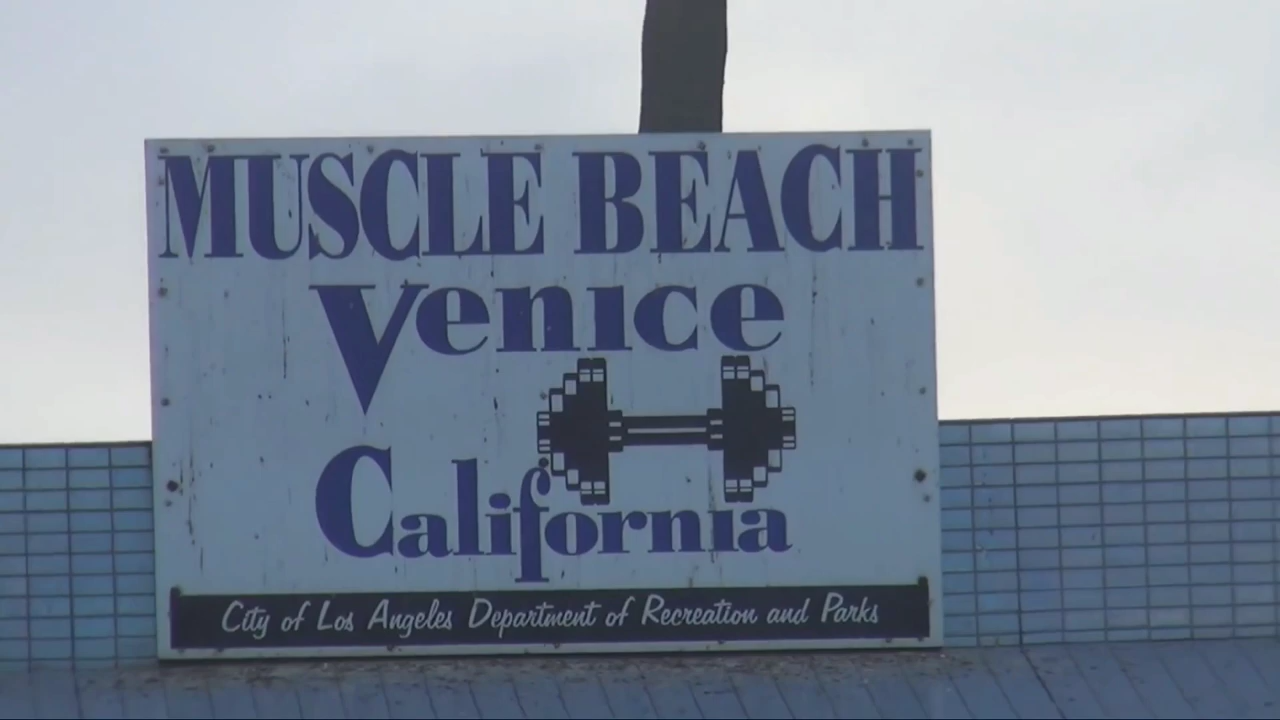 MUSCLE BEACH
Venice
California
City of Los Angeles Department of Recreation and Parks